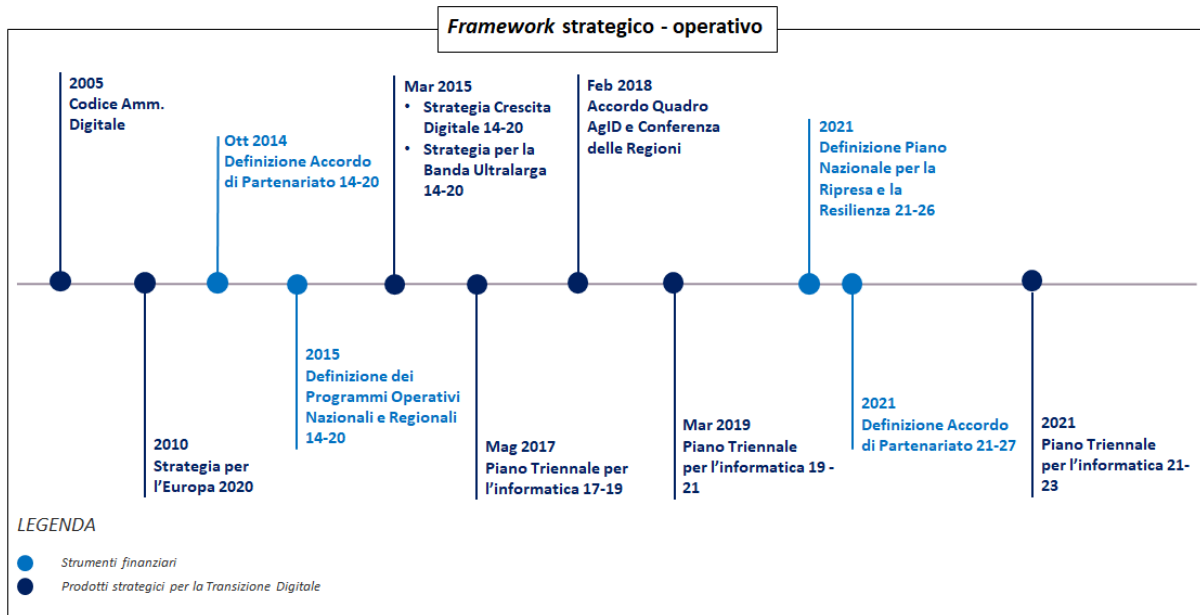 Framework strategico - operativo
2005
Codice Amm.
Digitale
Ott 2014
Definizione Accordo
di Partenariato 14-20
Mar 2015
• Strategia Crescita
Digitale 14-20
• Strategia per la
Banda Ultralarga
14-20
Feb 2018
Accordo Quadro
AgID e Conferenza
delle Regioni
2021
Definizione Piano
Nazionale per la
Ripresa e la
Resilienza 21-26
2010
Strategia per
l’Europa 2020
2015
Definizione dei
Programmi Operativi
Nazionali e Regionali
14-20
Mag 2017
Piano Triennale per
l’informatica 17-19
Mar 2019
Piano Triennale
per l’informatica 19 -
21
2021
Definizione Accordo
di Partenariato 21-27
2021
Piano Triennale
per l’informatica 21-
23
LEGENDA
Strumenti finanziari
Prodotti strategici per la Transizione Digitale